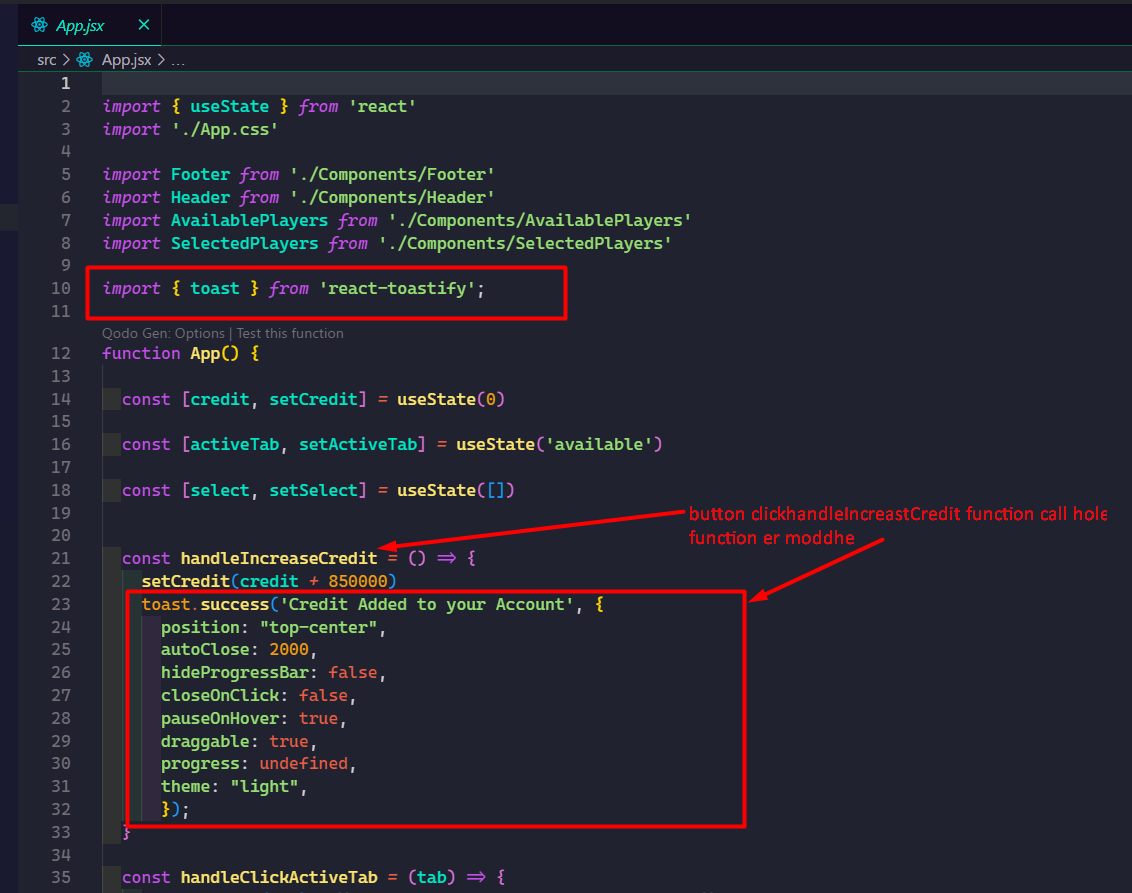 App.jsx ×
src > App.jsx > ...
1
2 import { useState } from 'react'
3 import './App.css'
4
5 import Footer from './Components/Footer'
6 import Header from './Components/Header'
7 import AvailablePlayers from './Components/AvailablePlayers'
8 import SelectedPlayers from './Components/SelectedPlayers'
9
10 import { toast } from 'react-toastify';
11
Qodo Gen: Options | Test this function
12 function App() {
13
14 const [credit, setCredit] = useState(0)
15
16 const [activeTab, setActiveTab] = useState('available')
17
18 const [select, setSelect] = useState([])
19
button clickhandleIncreastCredit function call hole
20
function er moddhe
21 const handleIncreaseCredit = () => {
22 setCredit(credit + 850000)
23 toast.success('Credit Added to your Account', {
24 position: "top-center",
25 autoClose: 2000,
26 hideProgressBar: false,
27 closeOnClick: false,
28 pauseOnHover: true,
29 draggable: true,
30 progress: undefined,
31 theme: "light",
32 });
33 }
34
35 const handleClickActiveTab = (tab) => {